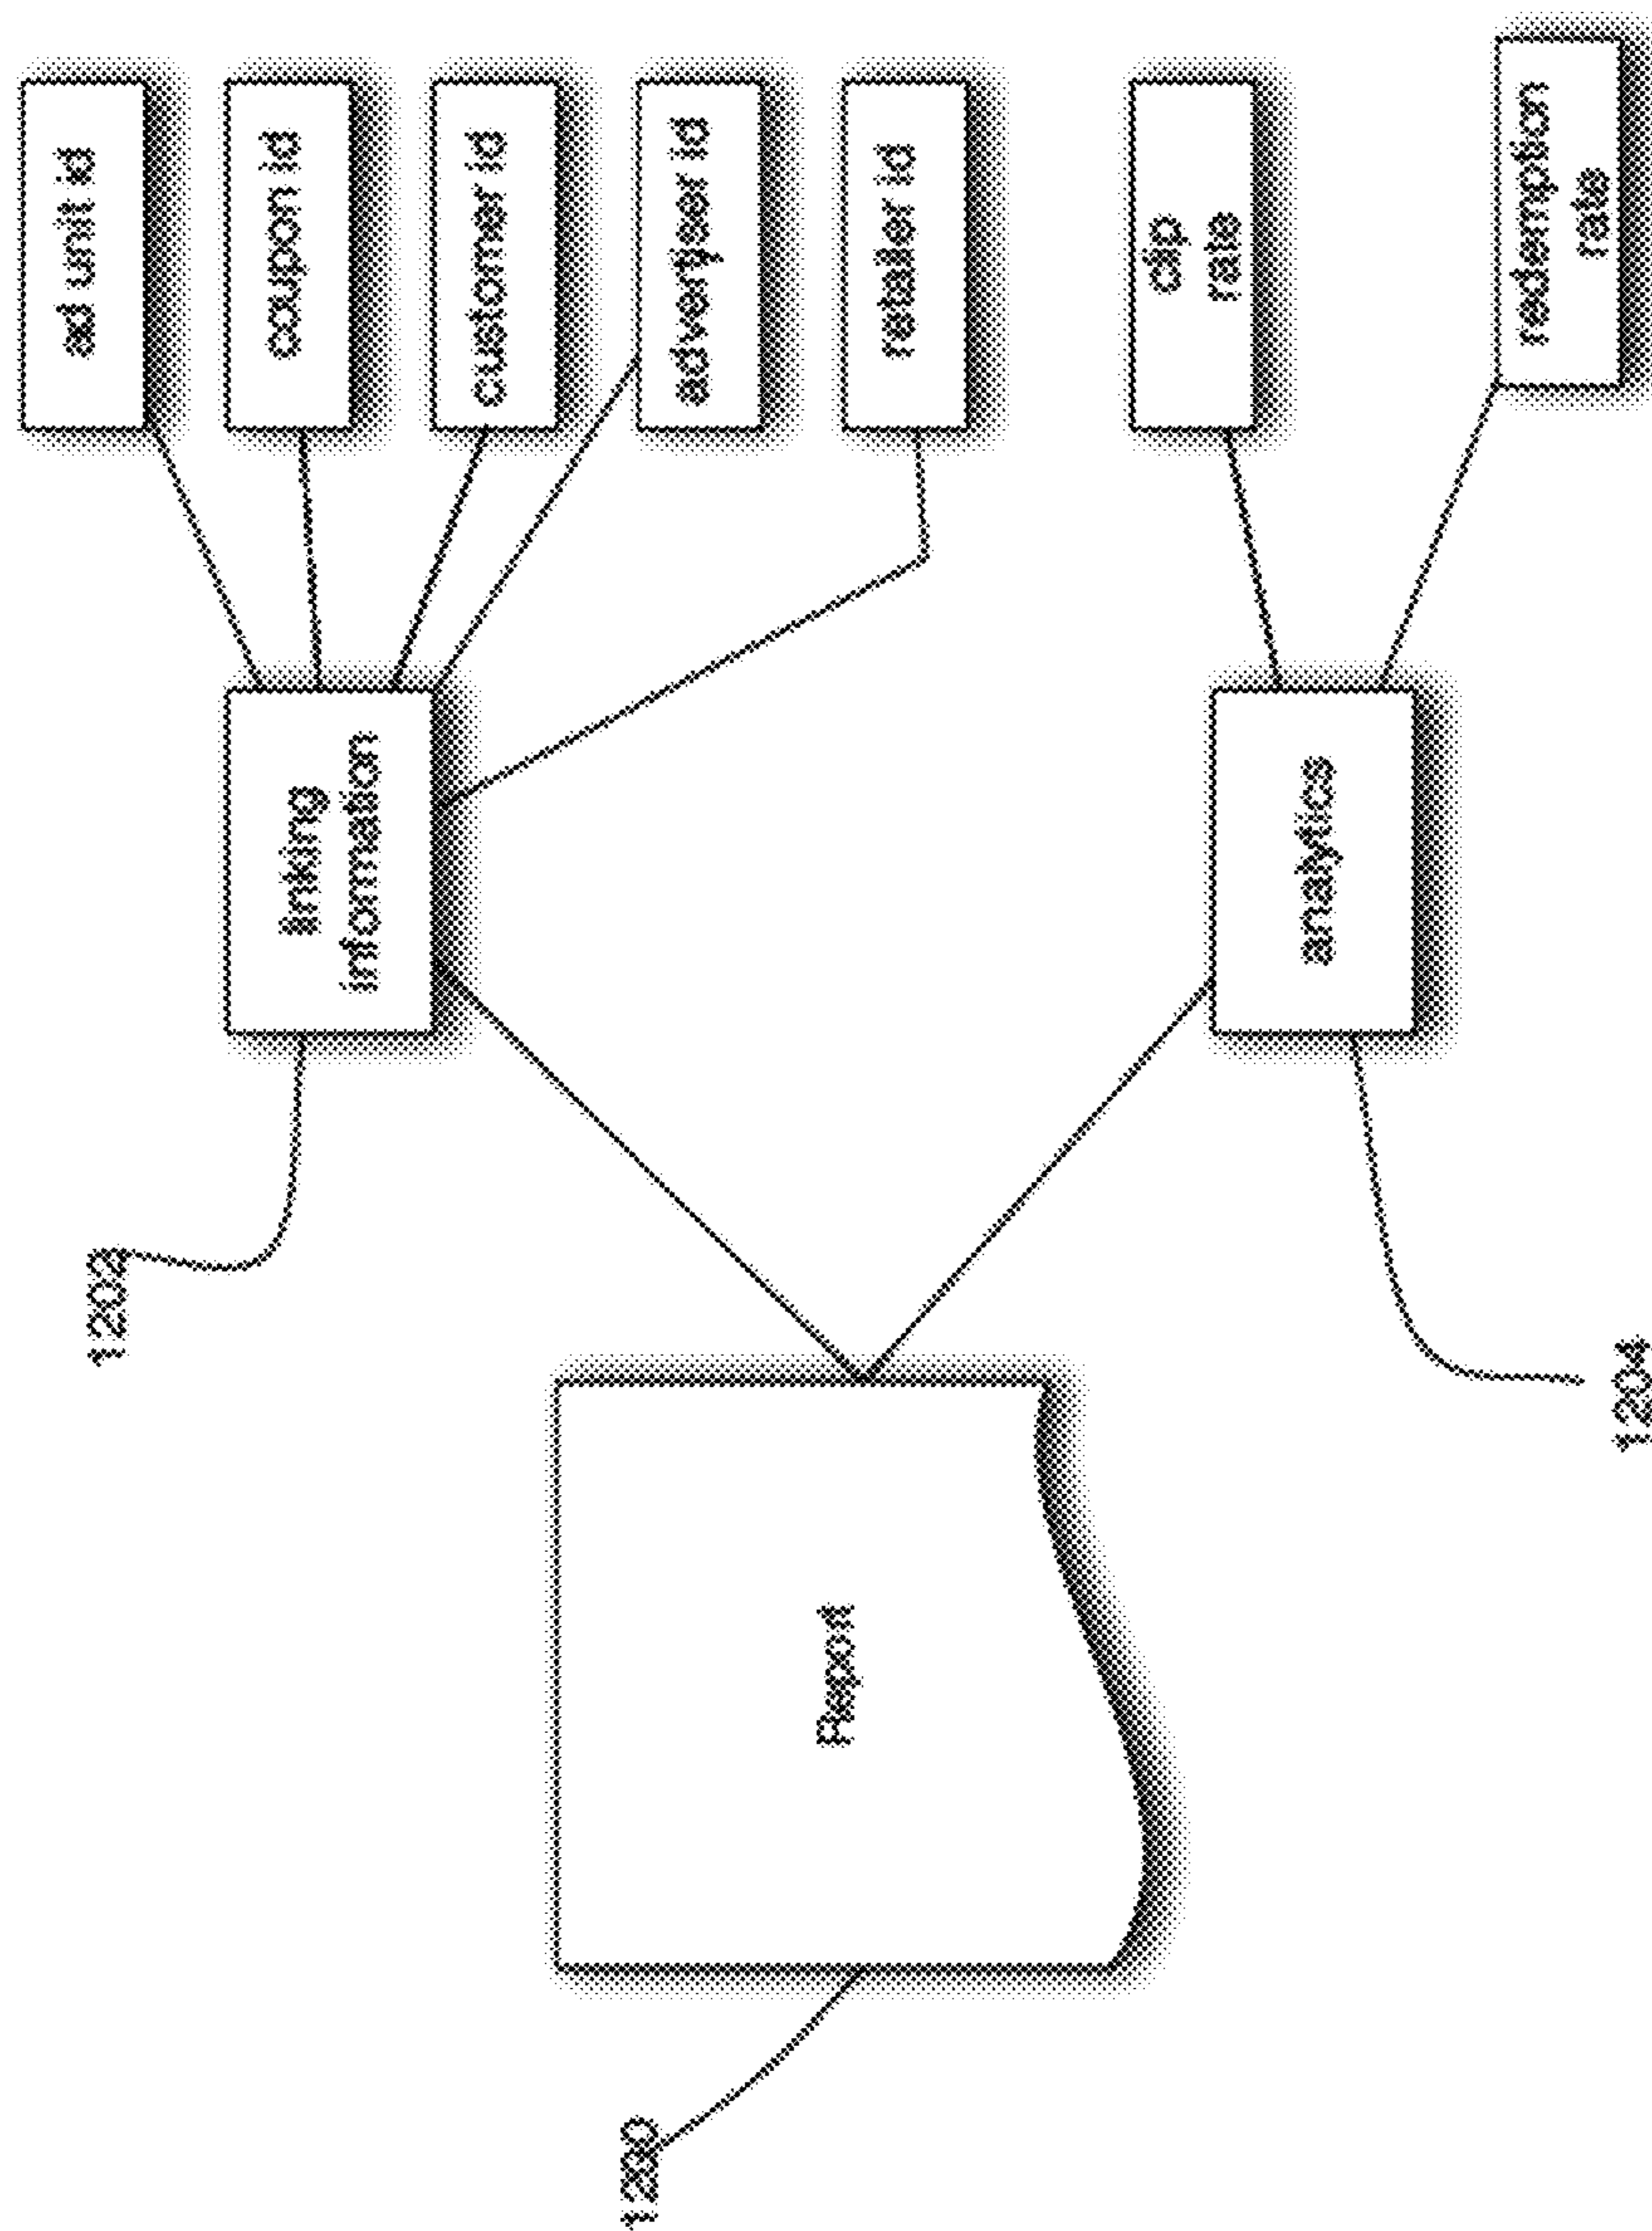 ad unit id
1202
coupon id
linking
information
customer id
advertiser id
Report
retailer id
clip
rate
analytics
redemption
rate
1204